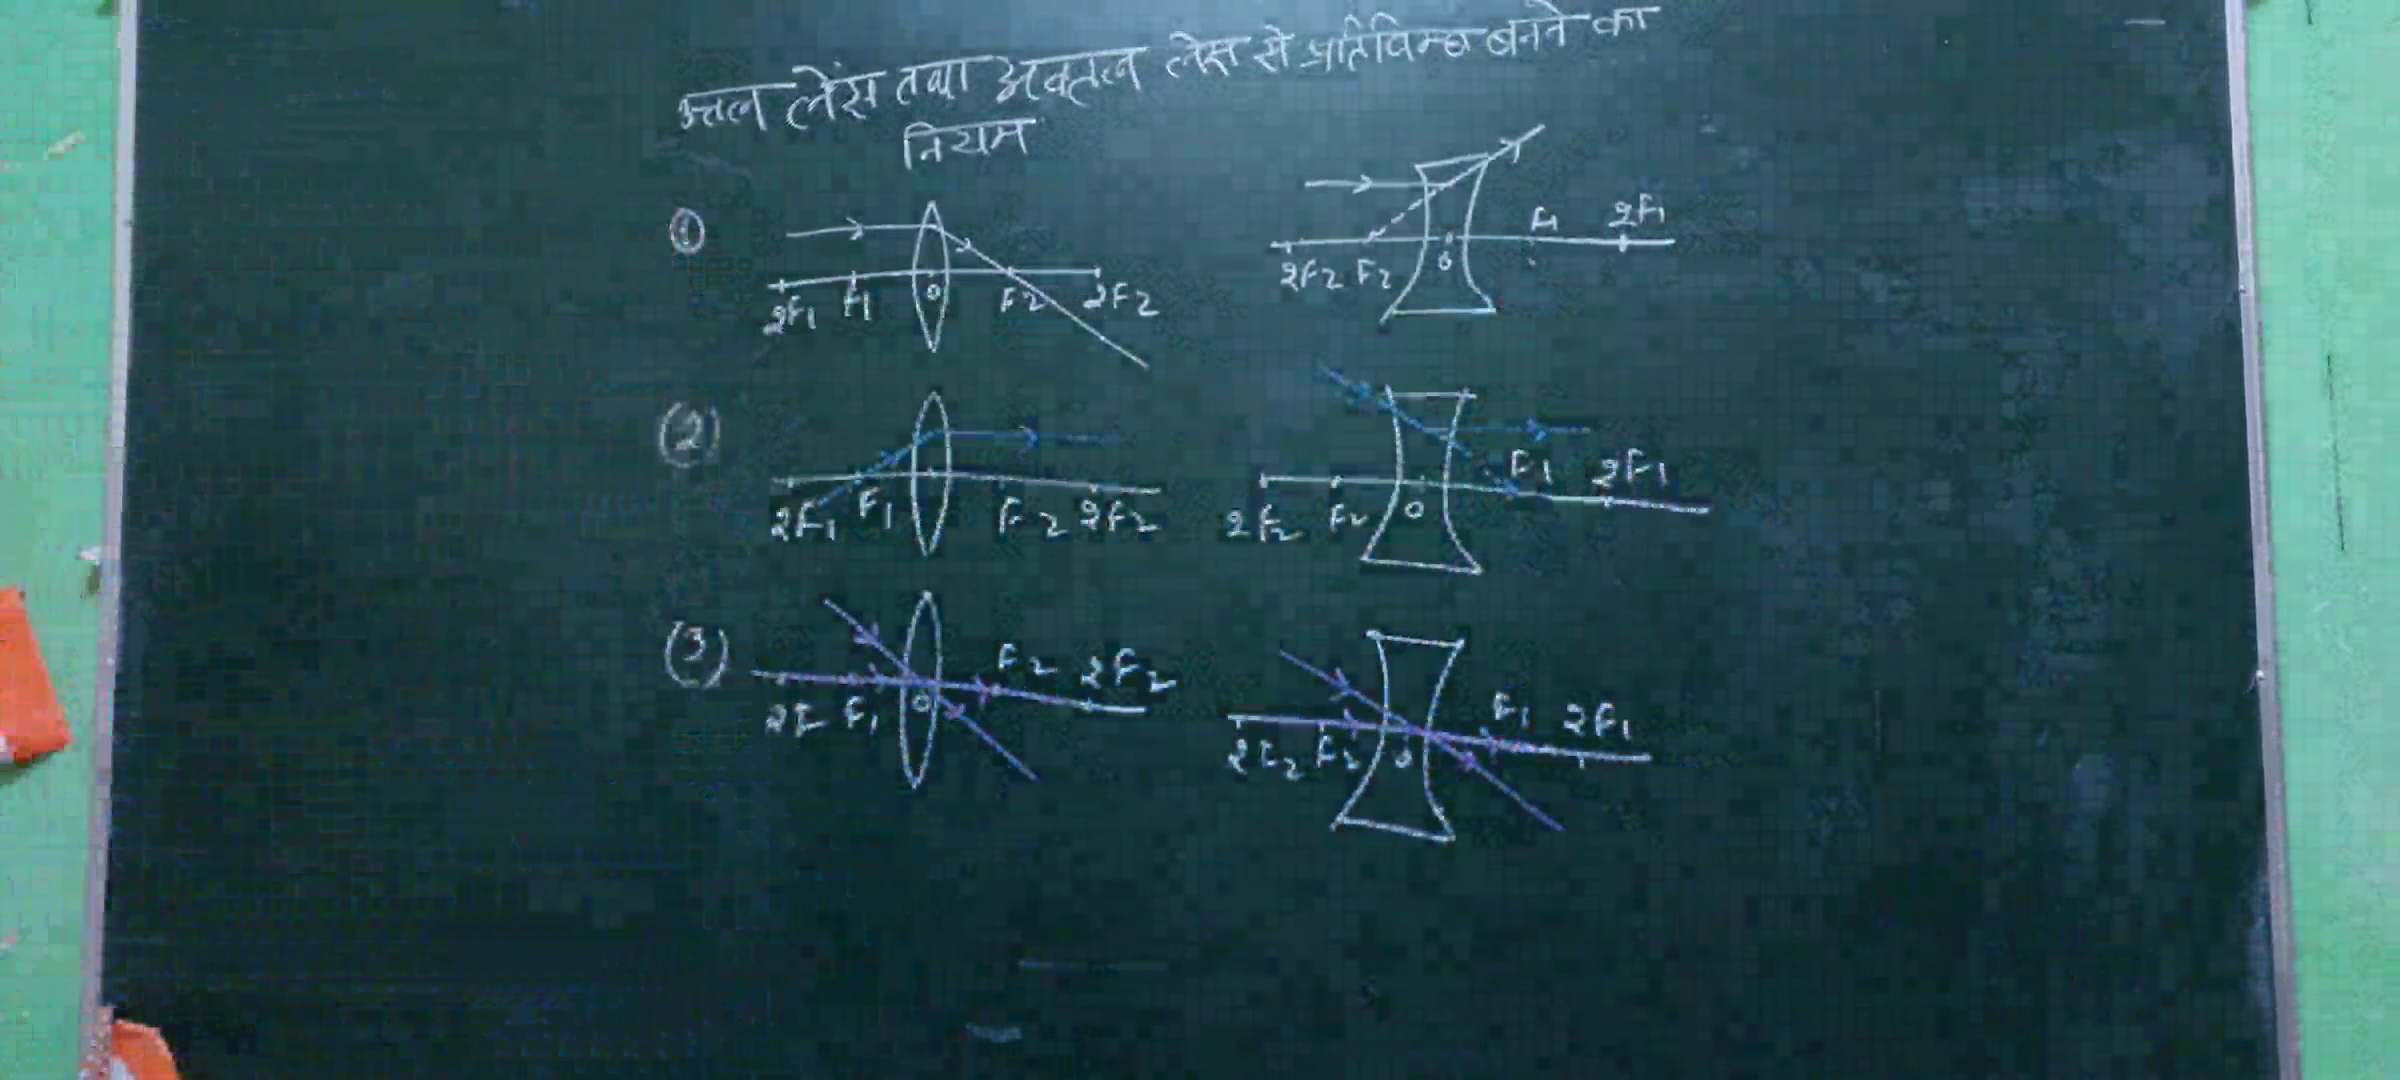 उत्तल लेंस तथा अवतल लेंस से प्रतिविम्ब बनने का
नियम
(1)
2F1 F1 O F2 2F2
2F2 F2 O F1 2F1
(2)
2F1 F1 F2 2F2
2F2 F2 O F1 2F1
(3)
2F F1 O F2 2F2
2F2 F2 O F1 2F1